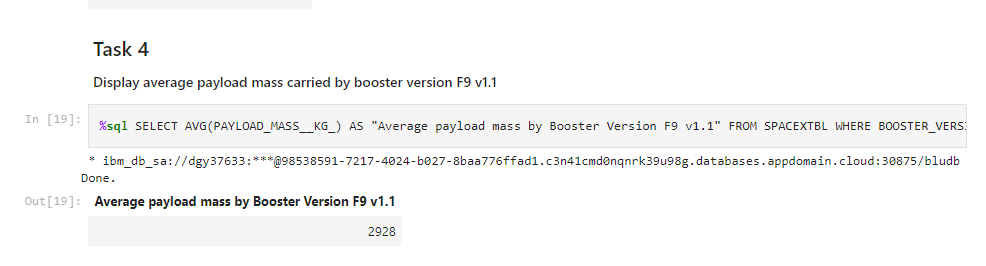 Task 4
Display average payload mass carried by booster version F9 v1.1
In [19]: %sql SELECT AVG(PAYLOAD_MASS__KG_) AS "Average payload mass by Booster Version F9 v1.1" FROM SPACEXTBL WHERE BOOSTER_VERSI
* ibm_db_sa://dgy37633:***@98538591-7217-4024-b027-8baa776ffad1.c3n41cmd0nqnrk39u98g.databases.appdomain.cloud:30875/bludb
Done.
Out[19]: Average payload mass by Booster Version F9 v1.1
2928